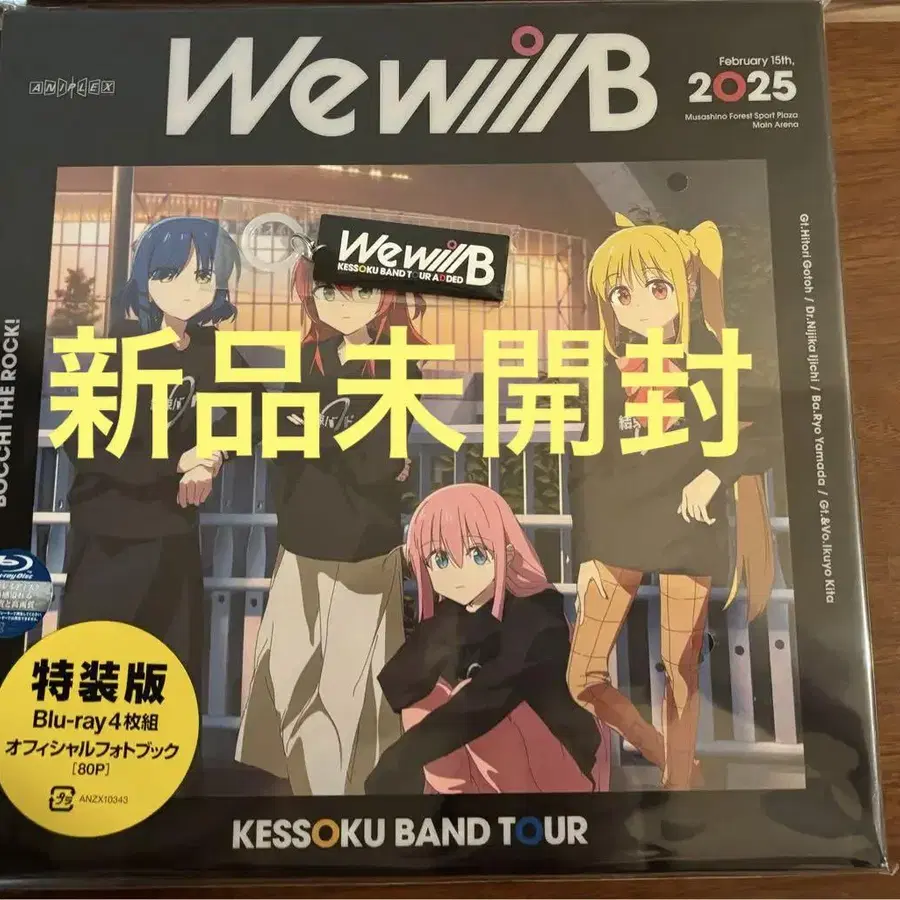 ANIPLEX
We will B
February 15th,
2025
Musashino Forest Sport Plaza
Main Arena
BOCCHI THE ROCK!
Gt.Hitori Gotoh / Dr.Nijika Ijichi / Ba.Ryo Yamada / Gt.&Vo.Ikuyo Kita
We will B
KESSOKU BAND TOUR ADDED
新品未開封
特装版
Blu-ray4枚組
オフィシャルフォトブック
[80P]
ANZX10343
KESSOKU BAND TOUR